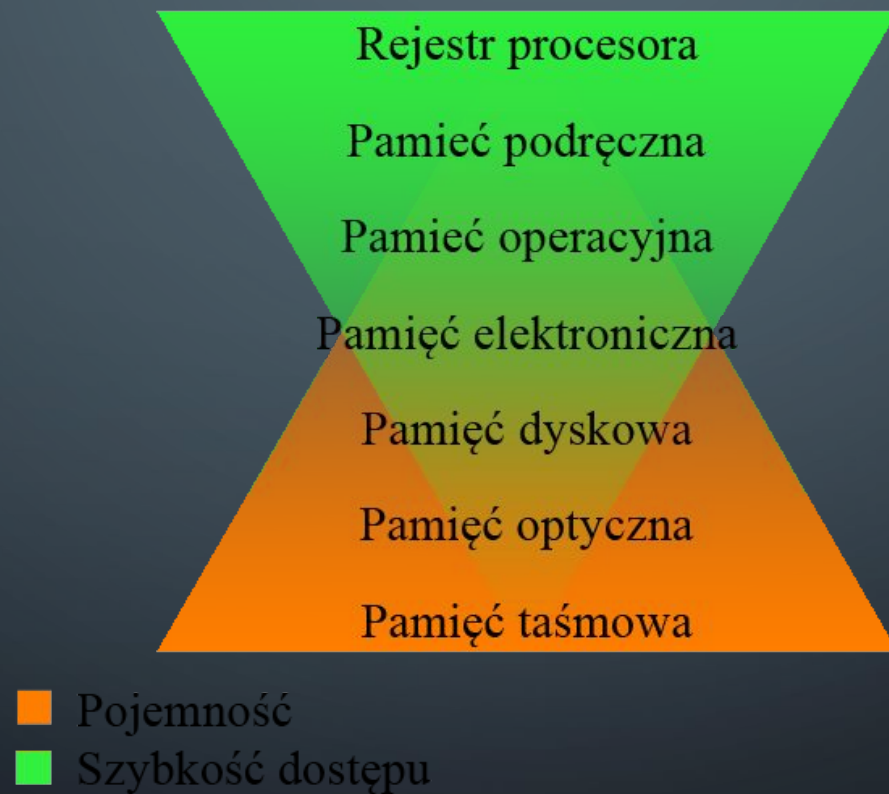 Rejestr procesora
Pamieć podręczna
Pamieć operacyjna
Pamięć elektroniczna
Pamięć dyskowa
Pamięć optyczna
Pamięć taśmowa
Pojemność
Szybkość dostępu